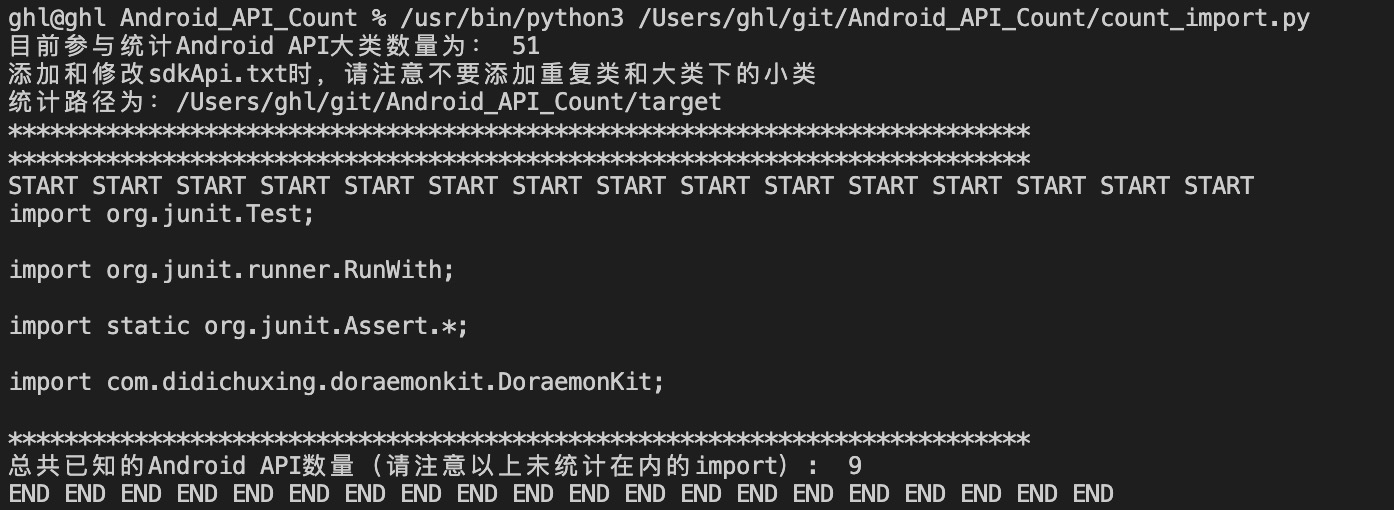 ghl@ghl Android_API_Count % /usr/bin/python3 /Users/ghl/git/Android_API_Count/count_import.py
目前参与统计Android API大类数量为： 51
添加和修改sdkApi.txt时，请注意不要添加重复类和大类下的小类
统计路径为：/Users/ghl/git/Android_API_Count/target
*************************************************************************
*************************************************************************
START START START START START START START START START START START START START START START
import org.junit.Test;
import org.junit.runner.RunWith;
import static org.junit.Assert.*;
import com.didichuxing.doraemonkit.DoraemonKit;
*************************************************************************
总共已知的Android API数量（请注意以上未统计在内的import）： 9
END END END END END END END END END END END END END END END END END END END END